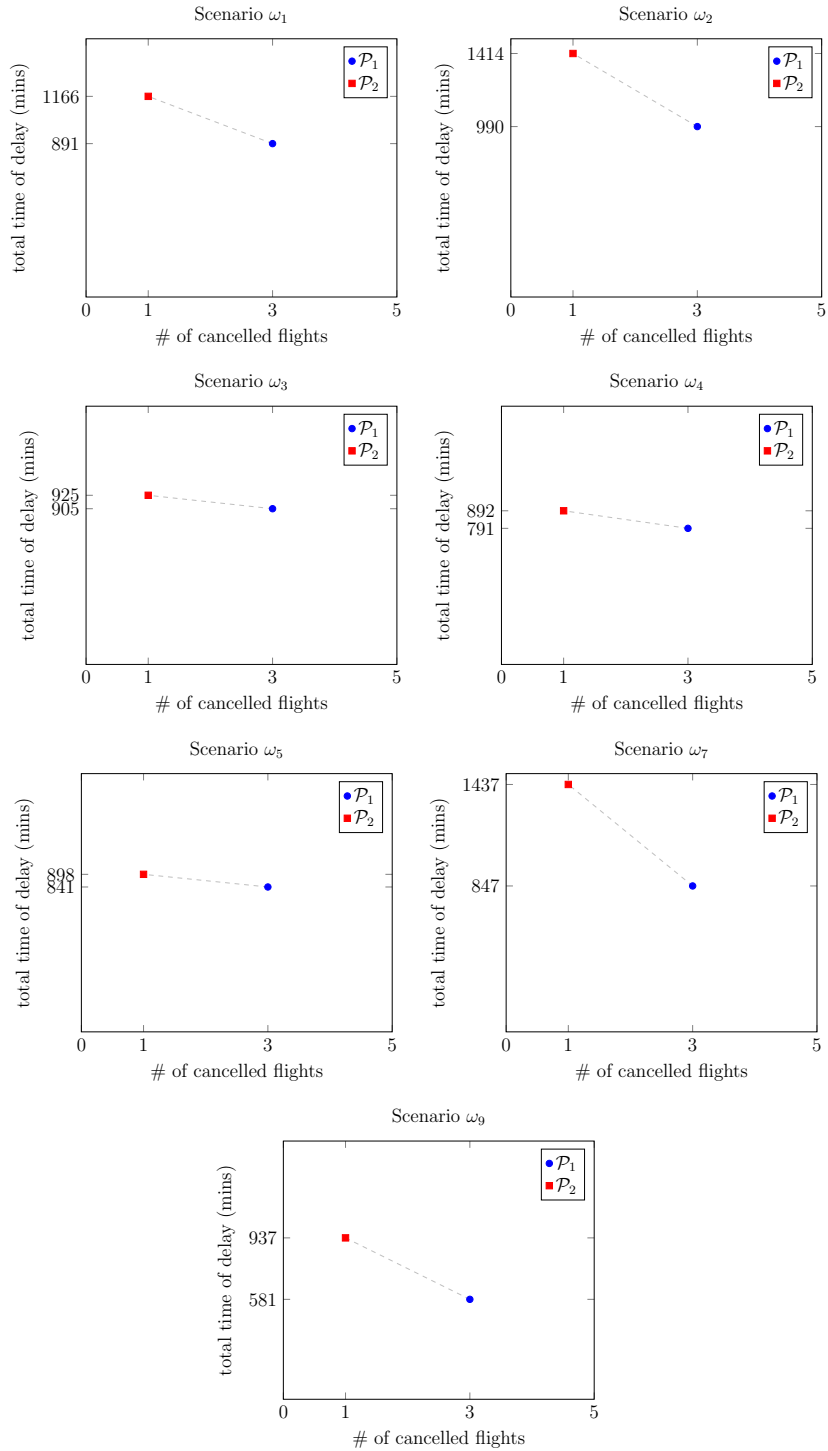 Scenario ω₁
total time of delay (mins)
1166
891
𝒫₁
𝒫₂
0 1 3 5
# of cancelled flights
Scenario ω₂
total time of delay (mins)
1414
990
𝒫₁
𝒫₂
0 1 3 5
# of cancelled flights
Scenario ω₃
total time of delay (mins)
925
905
𝒫₁
𝒫₂
0 1 3 5
# of cancelled flights
Scenario ω₄
total time of delay (mins)
892
791
𝒫₁
𝒫₂
0 1 3 5
# of cancelled flights
Scenario ω₅
total time of delay (mins)
898
841
𝒫₁
𝒫₂
0 1 3 5
# of cancelled flights
Scenario ω₇
total time of delay (mins)
1437
847
𝒫₁
𝒫₂
0 1 3 5
# of cancelled flights
Scenario ω₉
total time of delay (mins)
937
581
𝒫₁
𝒫₂
0 1 3 5
# of cancelled flights